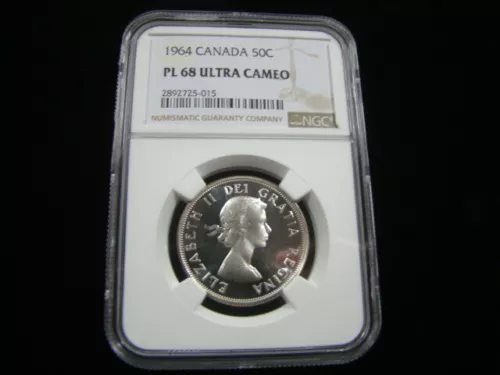 1964 CANADA 50C
PL 68 ULTRA CAMEO
2892725-015
NUMISMATIC GUARANTY COMPANY
NGC
ELIZABETH II DEI GRATIA REGINA